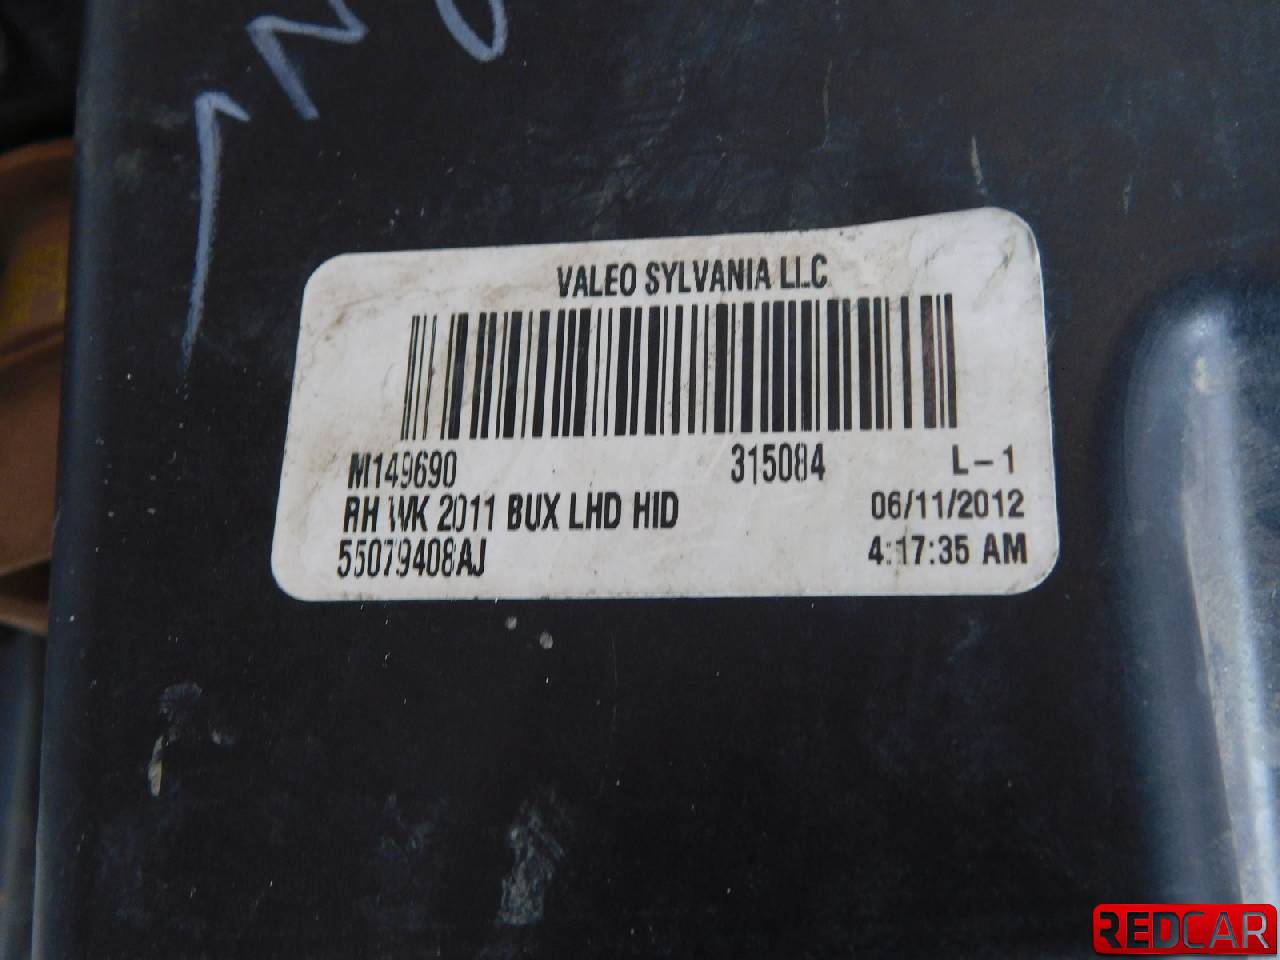 VALEO SYLVANIA LLC
M149690 315084 L-1
RH WK 2011 BUX LHD HID 06/11/2012
55079408AJ 4:17:35 AM
REDCAR